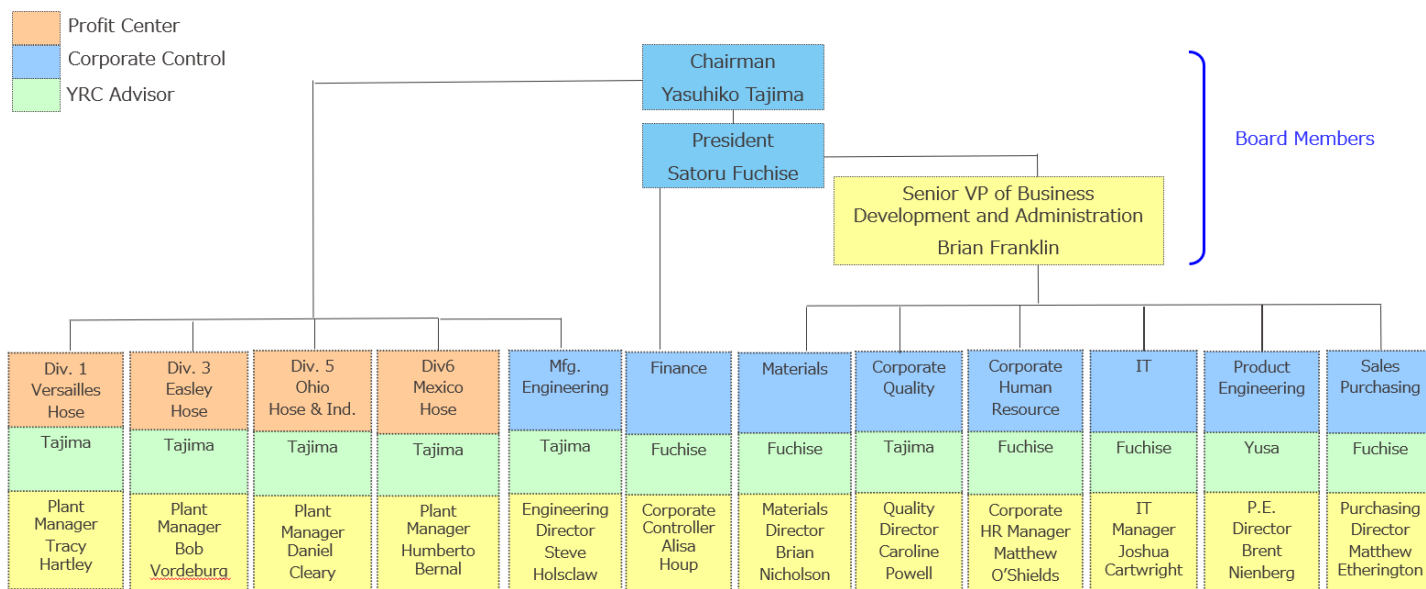 Profit Center
Corporate Control
YRC Advisor
Chairman
Yasuhiko Tajima
President
Satoru Fuchise
Board Members
Senior VP of Business
Development and Administration
Brian Franklin
Div. 1
Versailles
Hose
Tajima
Plant
Manager
Tracy
Hartley
Div. 3
Easley
Hose
Tajima
Plant
Manager
Bob
Vordeburg
Div. 5
Ohio
Hose & Ind.
Tajima
Plant
Manager
Daniel
Cleary
Div6
Mexico
Hose
Tajima
Plant
Manager
Humberto
Bernal
Mfg.
Engineering
Tajima
Engineering
Director
Steve
Holsclaw
Finance
Fuchise
Corporate
Controller
Alisa
Houp
Materials
Fuchise
Materials
Director
Brian
Nicholson
Corporate
Quality
Tajima
Quality
Director
Caroline
Powell
Corporate
Human
Resource
Fuchise
Corporate
HR Manager
Matthew
O’Shields
IT
Fuchise
IT
Manager
Joshua
Cartwright
Product
Engineering
Yusa
P.E.
Director
Brent
Nienberg
Sales
Purchasing
Fuchise
Purchasing
Director
Matthew
Etherington